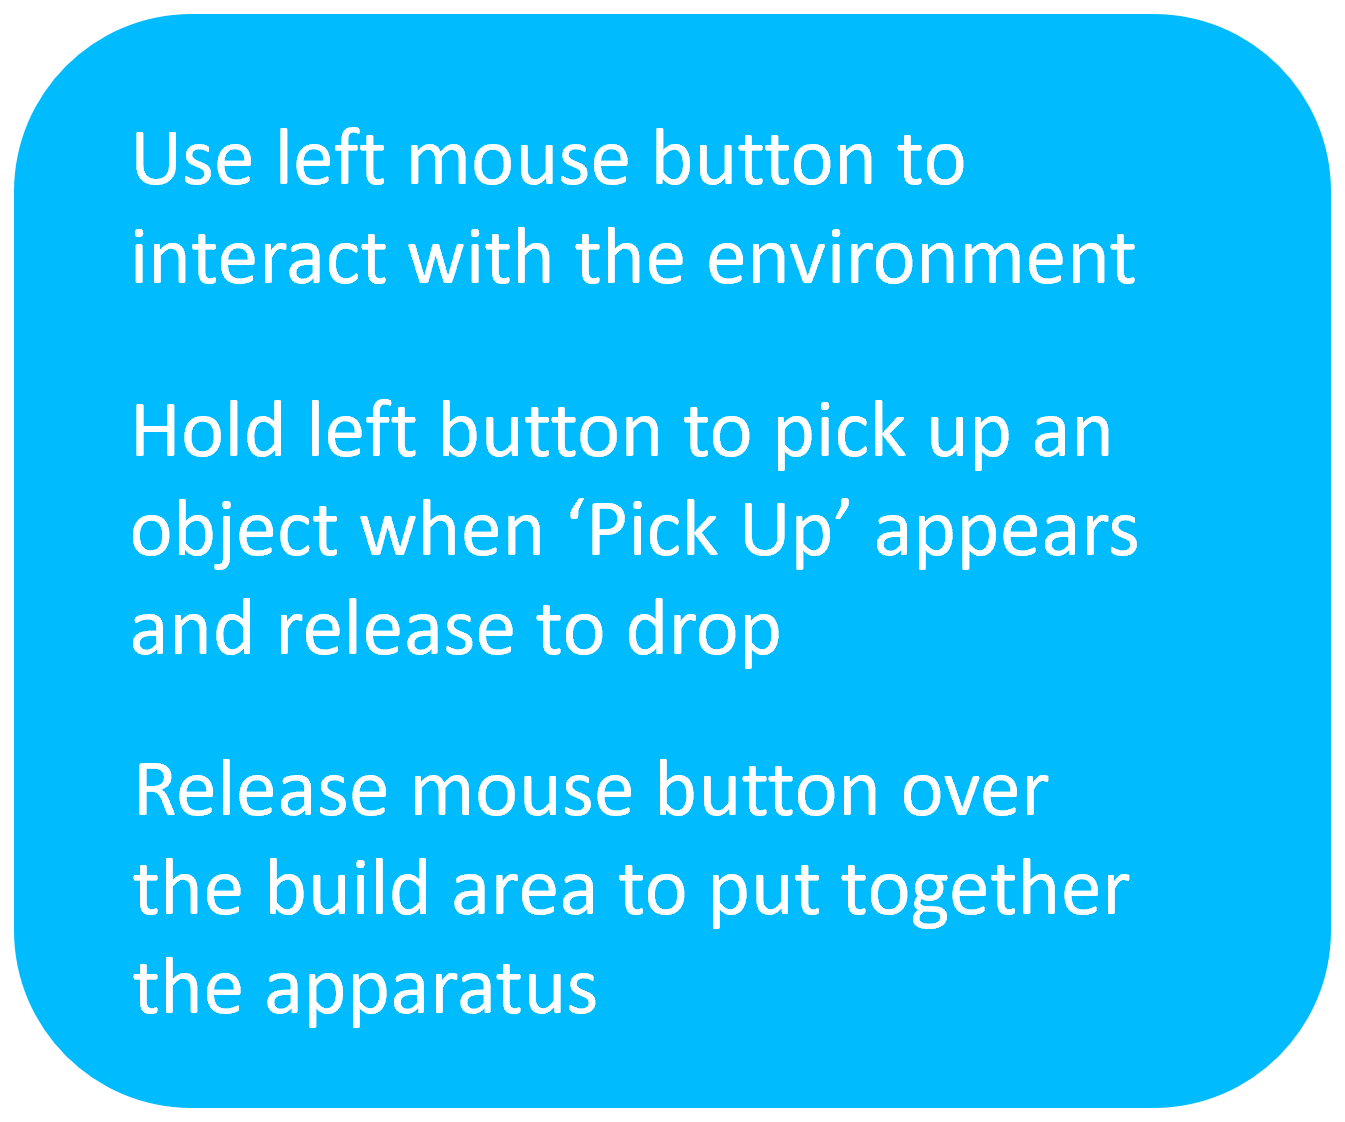 Use left mouse button to
interact with the environment
Hold left button to pick up an
object when ‘Pick Up’ appears
and release to drop
Release mouse button over
the build area to put together
the apparatus